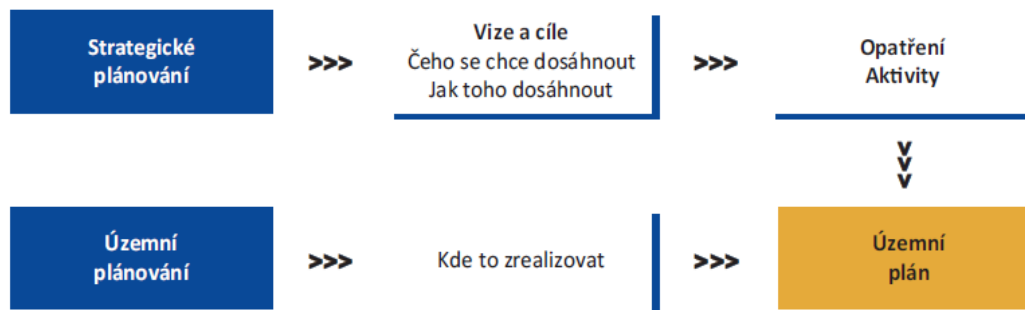 Strategické
plánování
>>>
Vize a cíle
Čeho se chce dosáhnout
Jak toho dosáhnout
>>>
Opatření
Aktivity
>>>
Územní
plánování
>>>
Kde to zrealizovat
>>>
Územní
plán